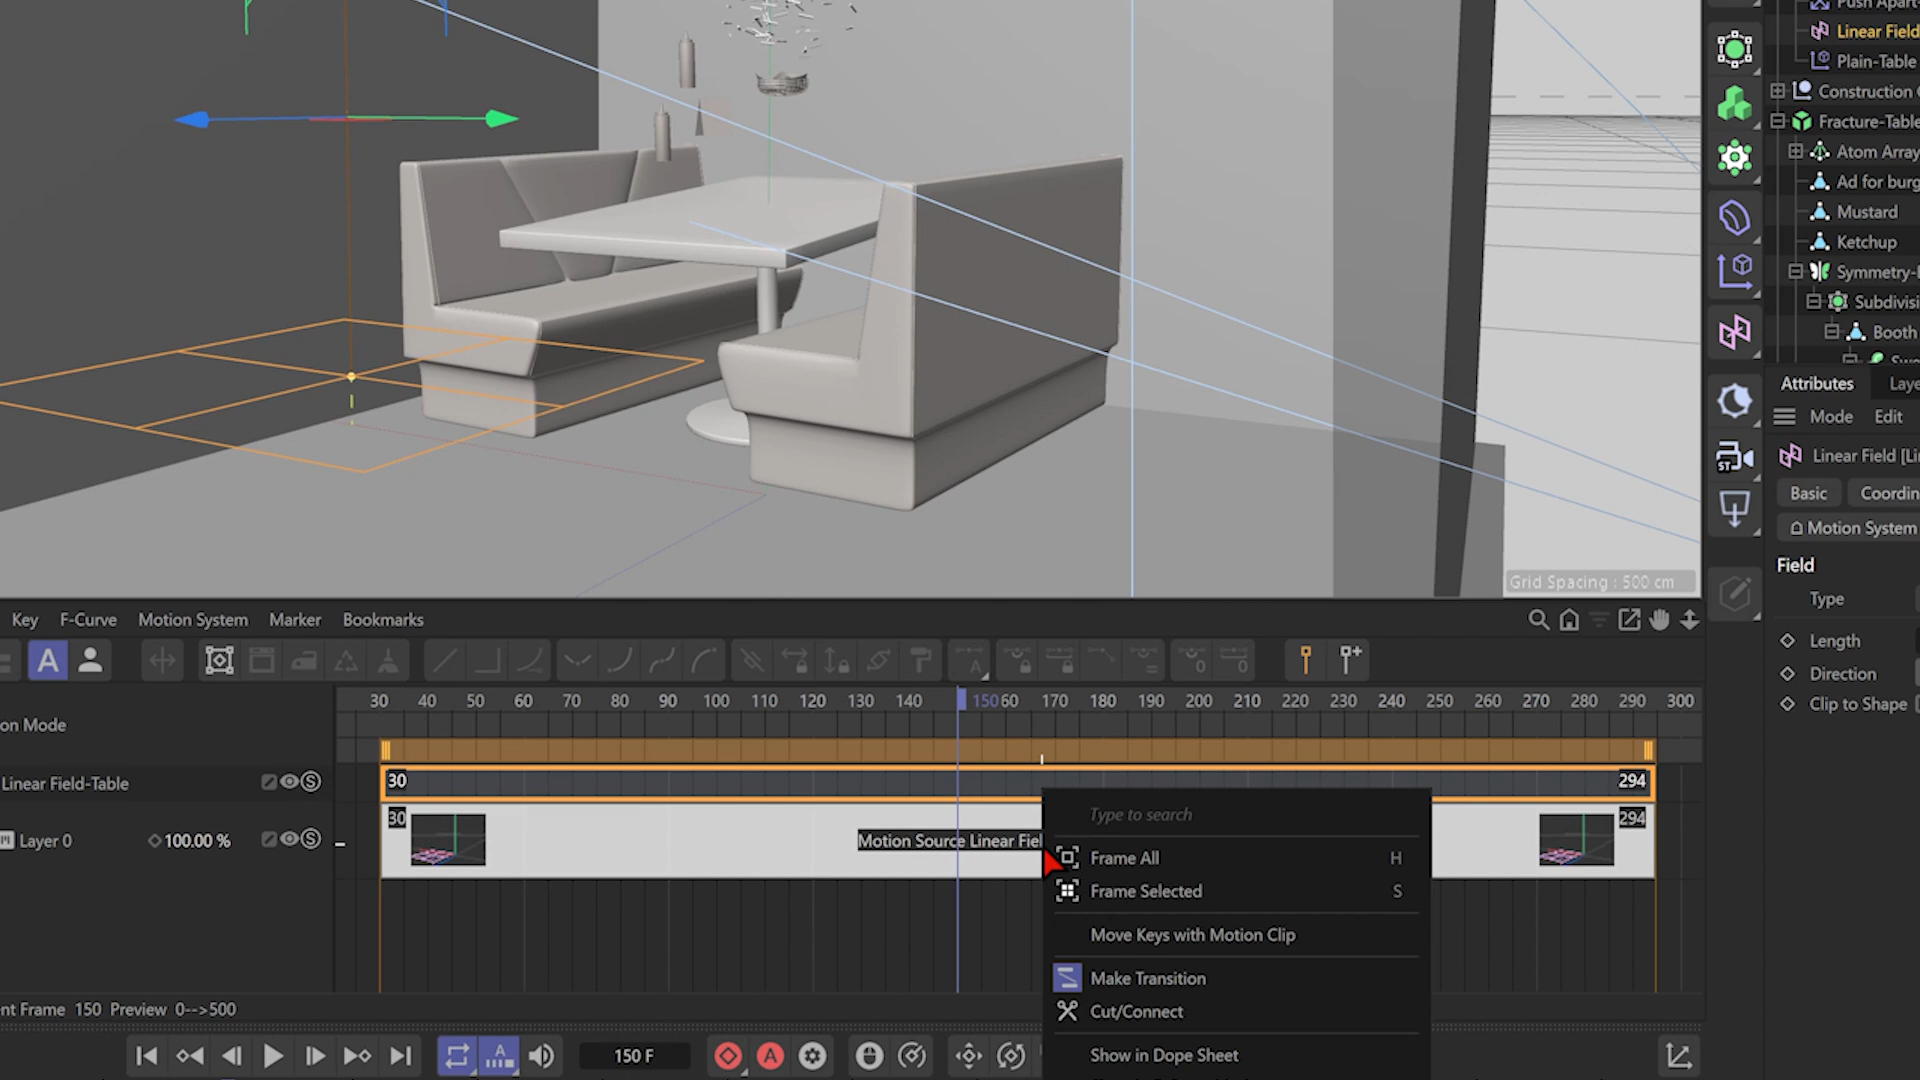 Push Apart-
Linear Field
Plain-Table
Construction
Fracture-Table
Atom Array
Ad for burg
Mustard
Ketchup
Symmetry-
Subdivisi
Booth
Attributes
Mode Edit
Linear Field [Li
Basic Coordin
Motion System
Field
Type
Length
Direction
Clip to Shape
Grid Spacing : 500 cm
Key F-Curve Motion System Marker Bookmarks
A
30 40 50 60 70 80 90 100 110 120 130 140 150 60 170 180 190 200 210 220 230 240 250 260 270 280 290 300
on Mode
Linear Field-Table
30 294
Layer 0 100.00 %
30 294
Motion Source Linear Fiel
Type to search
Frame All H
Frame Selected S
Move Keys with Motion Clip
Make Transition
Cut/Connect
Show in Dope Sheet
nt Frame 150 Preview 0-->500
150 F